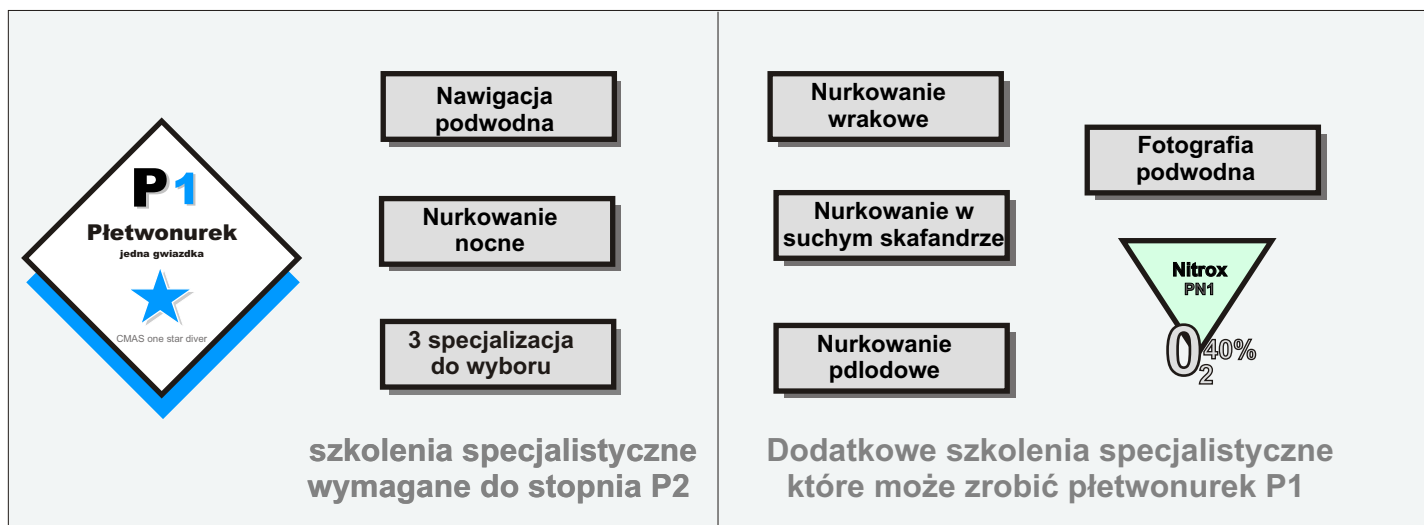 P1
Płetwonurek
jedna gwiazdka
CMAS one star diver
Nawigacja
podwodna
Nurkowanie
nocne
3 specjalizacja
do wyboru
szkolenia specjalistyczne
wymagane do stopnia P2
Nurkowanie
wrakowe
Nurkowanie w
suchym skafandrze
Nurkowanie
pdlodowe
Fotografia
podwodna
Nitrox
PN1
O2 40%
Dodatkowe szkolenia specjalistyczne
które może zrobić płetwonurek P1